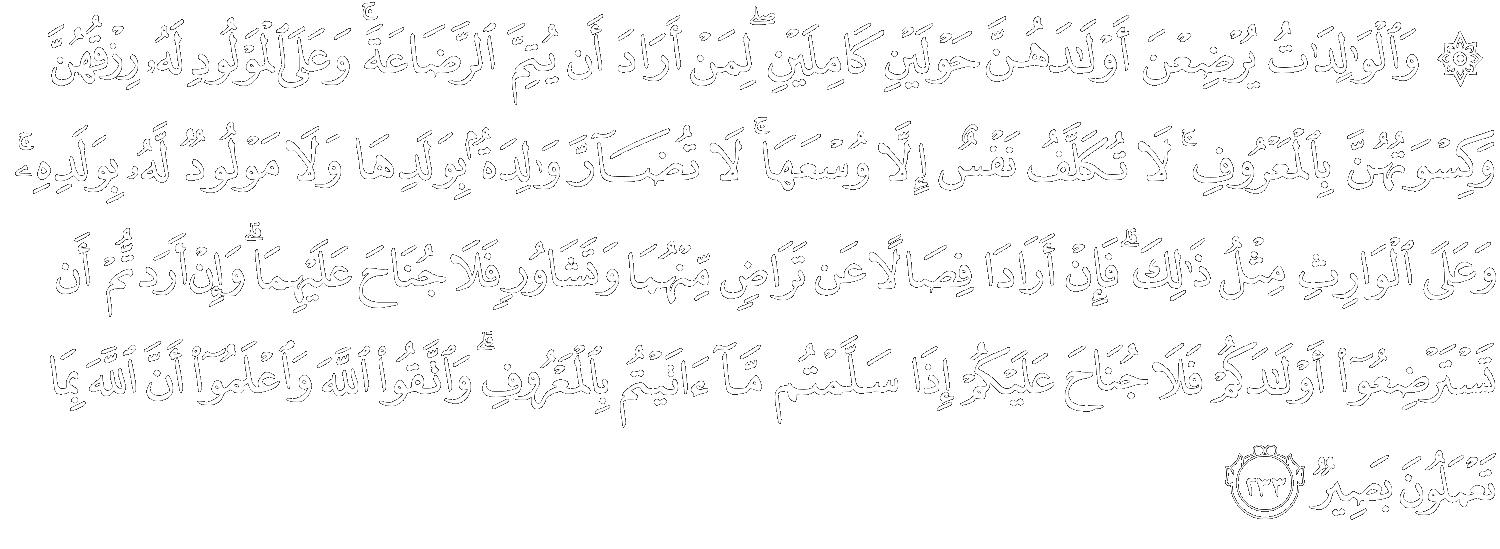 ۞ وَٱلْوَٰلِدَٰتُ يُرْضِعْنَ أَوْلَٰدَهُنَّ حَوْلَيْنِ كَامِلَيْنِ ۖ لِمَنْ أَرَادَ أَن يُتِمَّ ٱلرَّضَاعَةَ ۚ وَعَلَى ٱلْمَوْلُودِ لَهُۥ رِزْقُهُنَّ
وَكِسْوَتُهُنَّ بِٱلْمَعْرُوفِ ۚ لَا تُكَلَّفُ نَفْسٌ إِلَّا وُسْعَهَا ۚ لَا تُضَآرَّ وَٰلِدَةٌۢ بِوَلَدِهَا وَلَا مَوْلُودٌ لَّهُۥ بِوَلَدِهِۦ ۚ
وَعَلَى ٱلْوَارِثِ مِثْلُ ذَٰلِكَ ۗ فَإِنْ أَرَادَا فِصَالًا عَن تَرَاضٍ مِّنْهُمَا وَتَشَاوُرٍ فَلَا جُنَاحَ عَلَيْهِمَا ۗ وَإِنْ أَرَدتُّمْ أَن
تَسْتَرْضِعُوٓا۟ أَوْلَٰدَكُمْ فَلَا جُنَاحَ عَلَيْكُمْ إِذَا سَلَّمْتُم مَّآ ءَاتَيْتُم بِٱلْمَعْرُوفِ ۗ وَٱتَّقُوا۟ ٱللَّهَ وَٱعْلَمُوٓا۟ أَنَّ ٱللَّهَ بِمَا
تَعْمَلُونَ بَصِيرٌ ٢٣٣